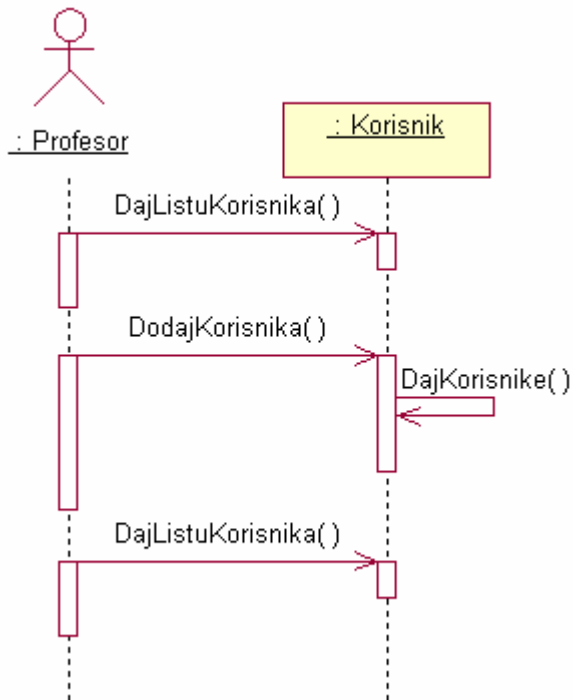 : Profesor
: Korisnik
DajListuKorisnika( )
DodajKorisnika( )
DajKorisnike( )
DajListuKorisnika( )